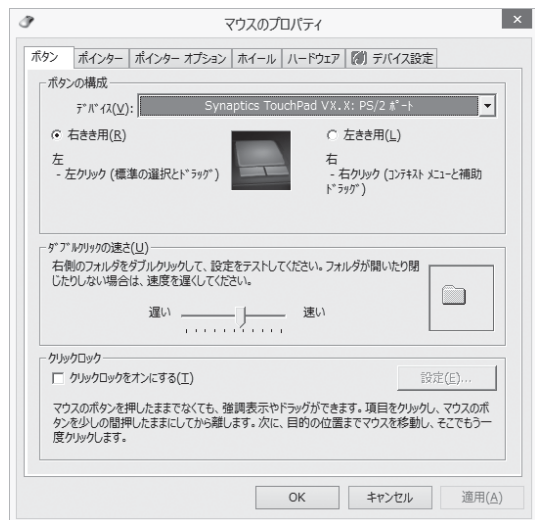 マウスのプロパティ
×
ボタン ポインター ポインター オプション ホイール ハードウェア デバイス設定
ボタンの構成
ﾃﾞﾊﾞｲｽ(V): Synaptics TouchPad VX.X: PS/2 ﾎﾟｰﾄ
右きき用(R) 左きき用(L)
左 右
- 左クリック (標準の選択とﾄﾞﾗｯｸﾞ) - 右クリック (ｺﾝﾃｷｽﾄ ﾒﾆｭｰと補助
ﾄﾞﾗｯｸﾞ)
ﾀﾞﾌﾞﾙｸﾘｯｸの速さ(U)
右側のフォルダをダブルクリックして、設定をテストしてください。フォルダが開いたり閉
じたりしない場合は、速度を遅くしてください。
遅い 速い
クリックロック
クリックロックをオンにする(T) 設定(E)...
マウスのボタンを押したままでなくても、強調表示やドラッグができます。項目をクリックし、マウスのボ
タンを少しの間押したままにしてから離します。次に、目的の位置までマウスを移動し、そこでもう一
度クリックします。
OK キャンセル 適用(A)